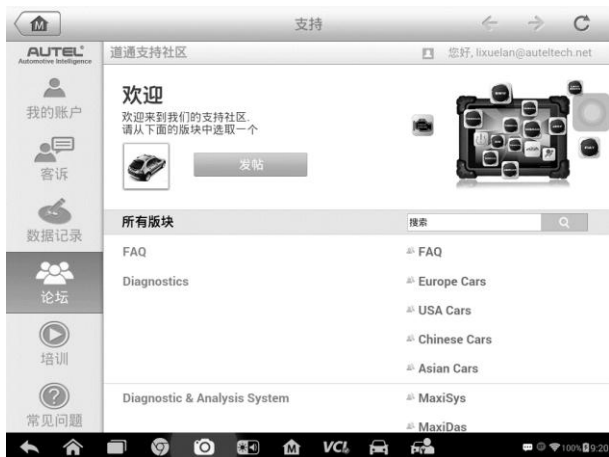 支持
AUTEL
Automotive Intelligence
道通支持社区
您好, lixuelan@auteltech.net
我的账户
客诉
数据记录
论坛
培训
常见问题
欢迎
欢迎来到我们的支持社区.
请从下面的版块中选取一个
发帖
所有版块
搜索
FAQ
FAQ
Diagnostics
Europe Cars
USA Cars
Chinese Cars
Asian Cars
Diagnostic & Analysis System
MaxiSys
MaxiDas
VCI
100%
9:20